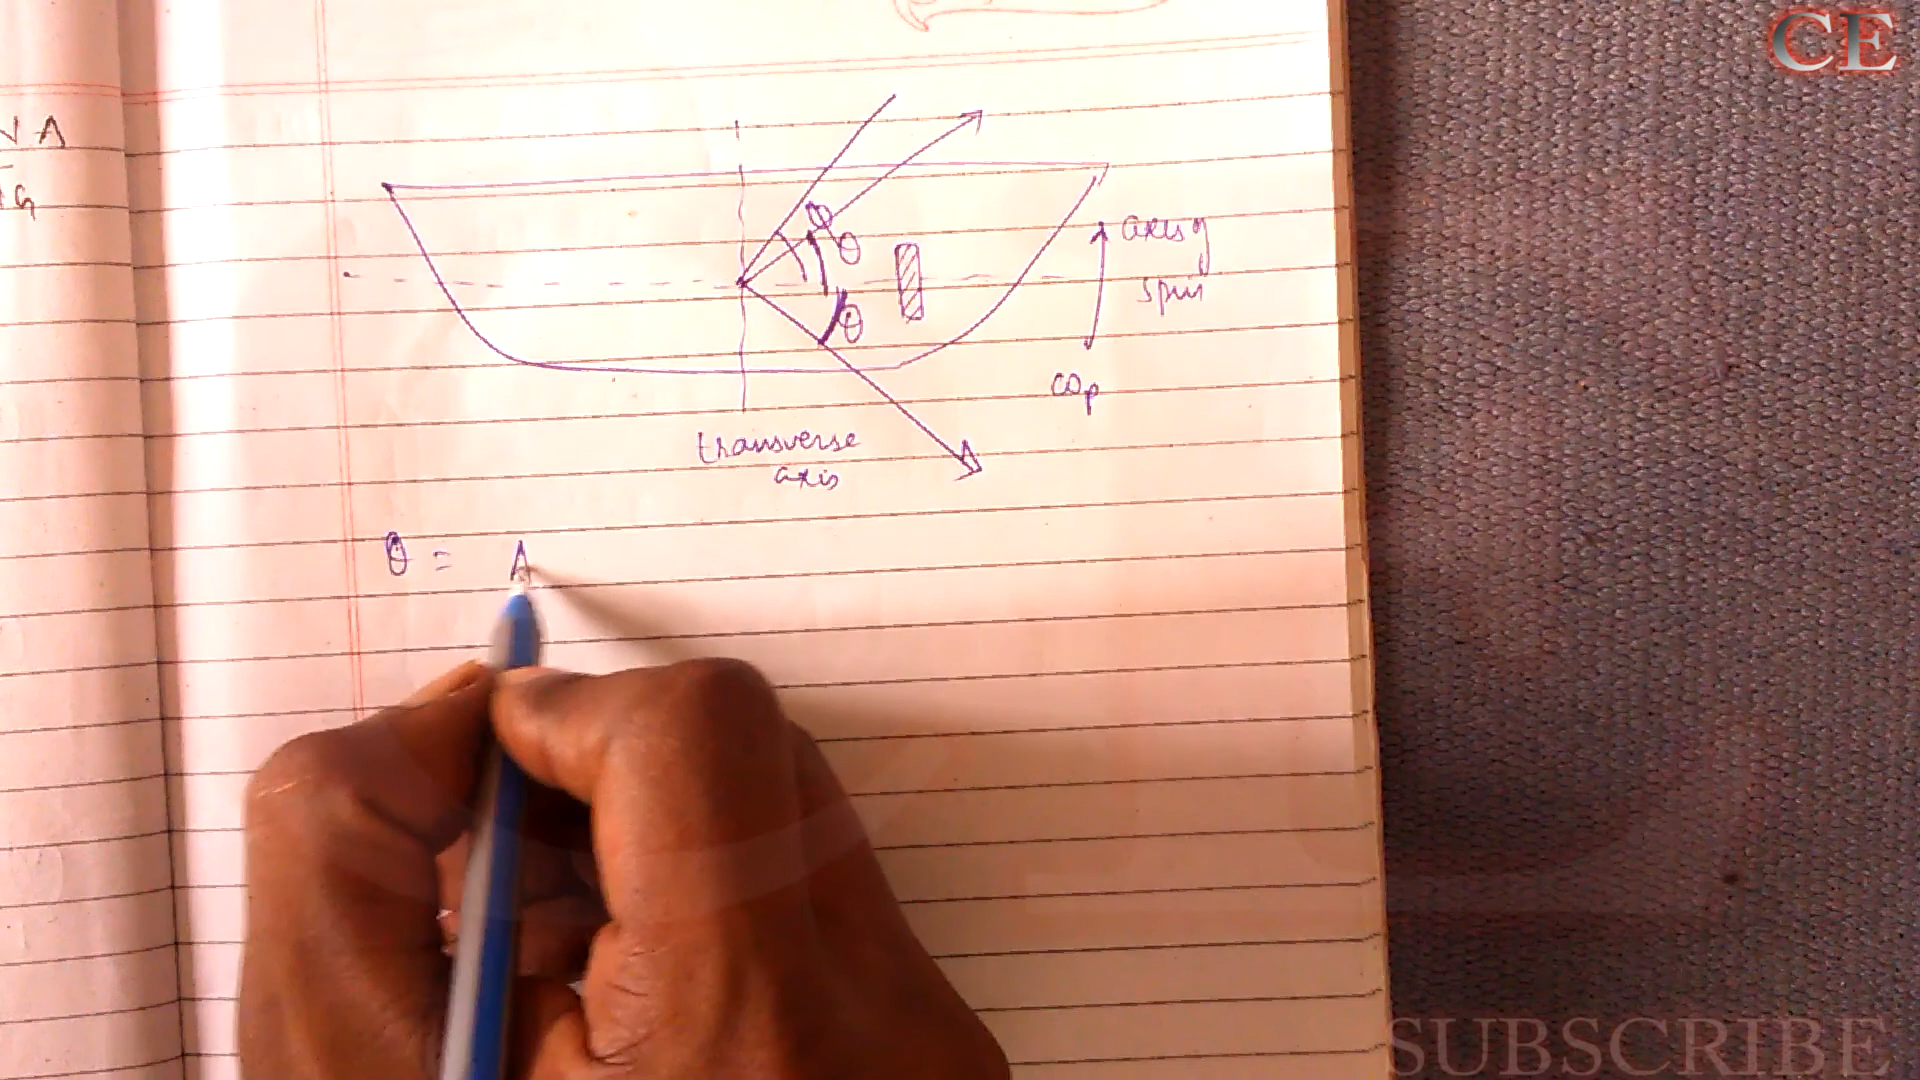 CE
NA
G
φ
θ
θ
axis of
spin
ωp
transverse
axis
θ = A
SUBSCRIBE